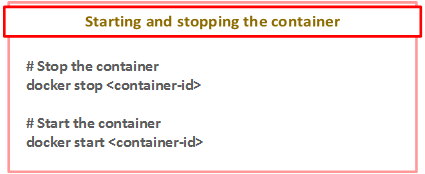 Starting and stopping the container
# Stop the container
docker stop <container-id>
# Start the container
docker start <container-id>